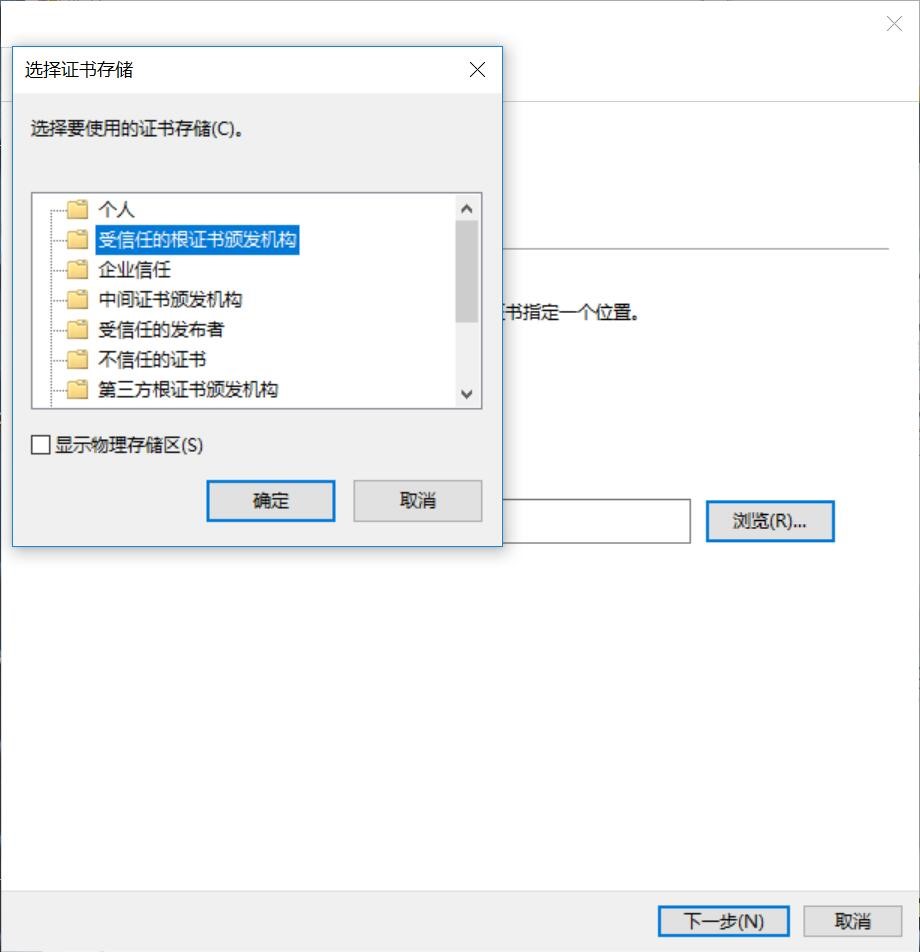 选择证书存储
选择要使用的证书存储(C)。
个人
受信任的根证书颁发机构
企业信任
中间证书颁发机构
受信任的发布者
不信任的证书
第三方根证书颁发机构
显示物理存储区(S)
确定
取消
书指定一个位置。
浏览(R)...
下一步(N)
取消